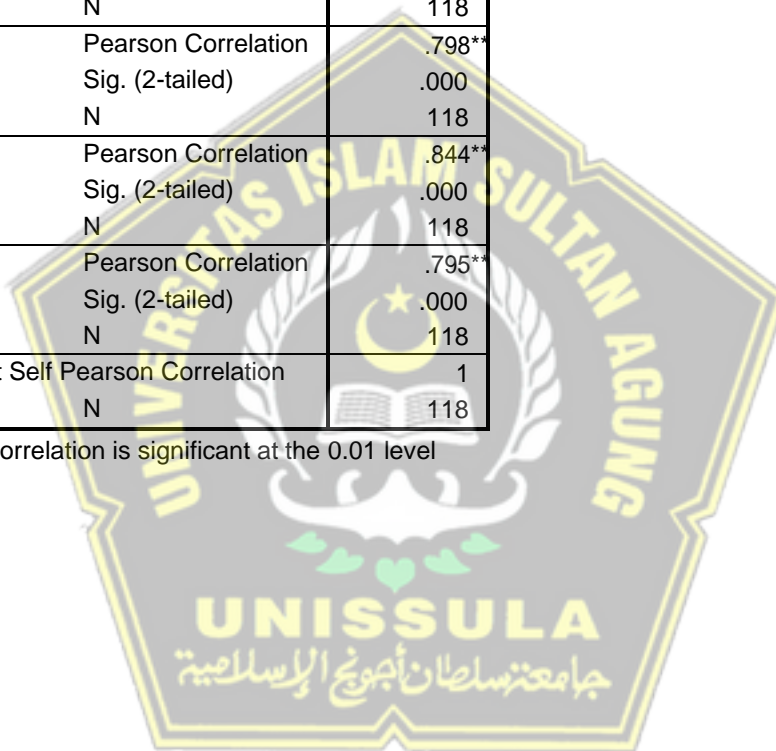 N 118
Pearson Correlation .798**
Sig. (2-tailed) .000
N 118
Pearson Correlation .844**
Sig. (2-tailed) .000
N 118
Pearson Correlation .795**
Sig. (2-tailed) .000
N 118
t Self Pearson Correlation 1
N 118
orrelation is significant at the 0.01 level
UNIVERSITAS ISLAM SULTAN AGUNG
UNISSULA
جامعتنسلطان أجونج الإسلامية